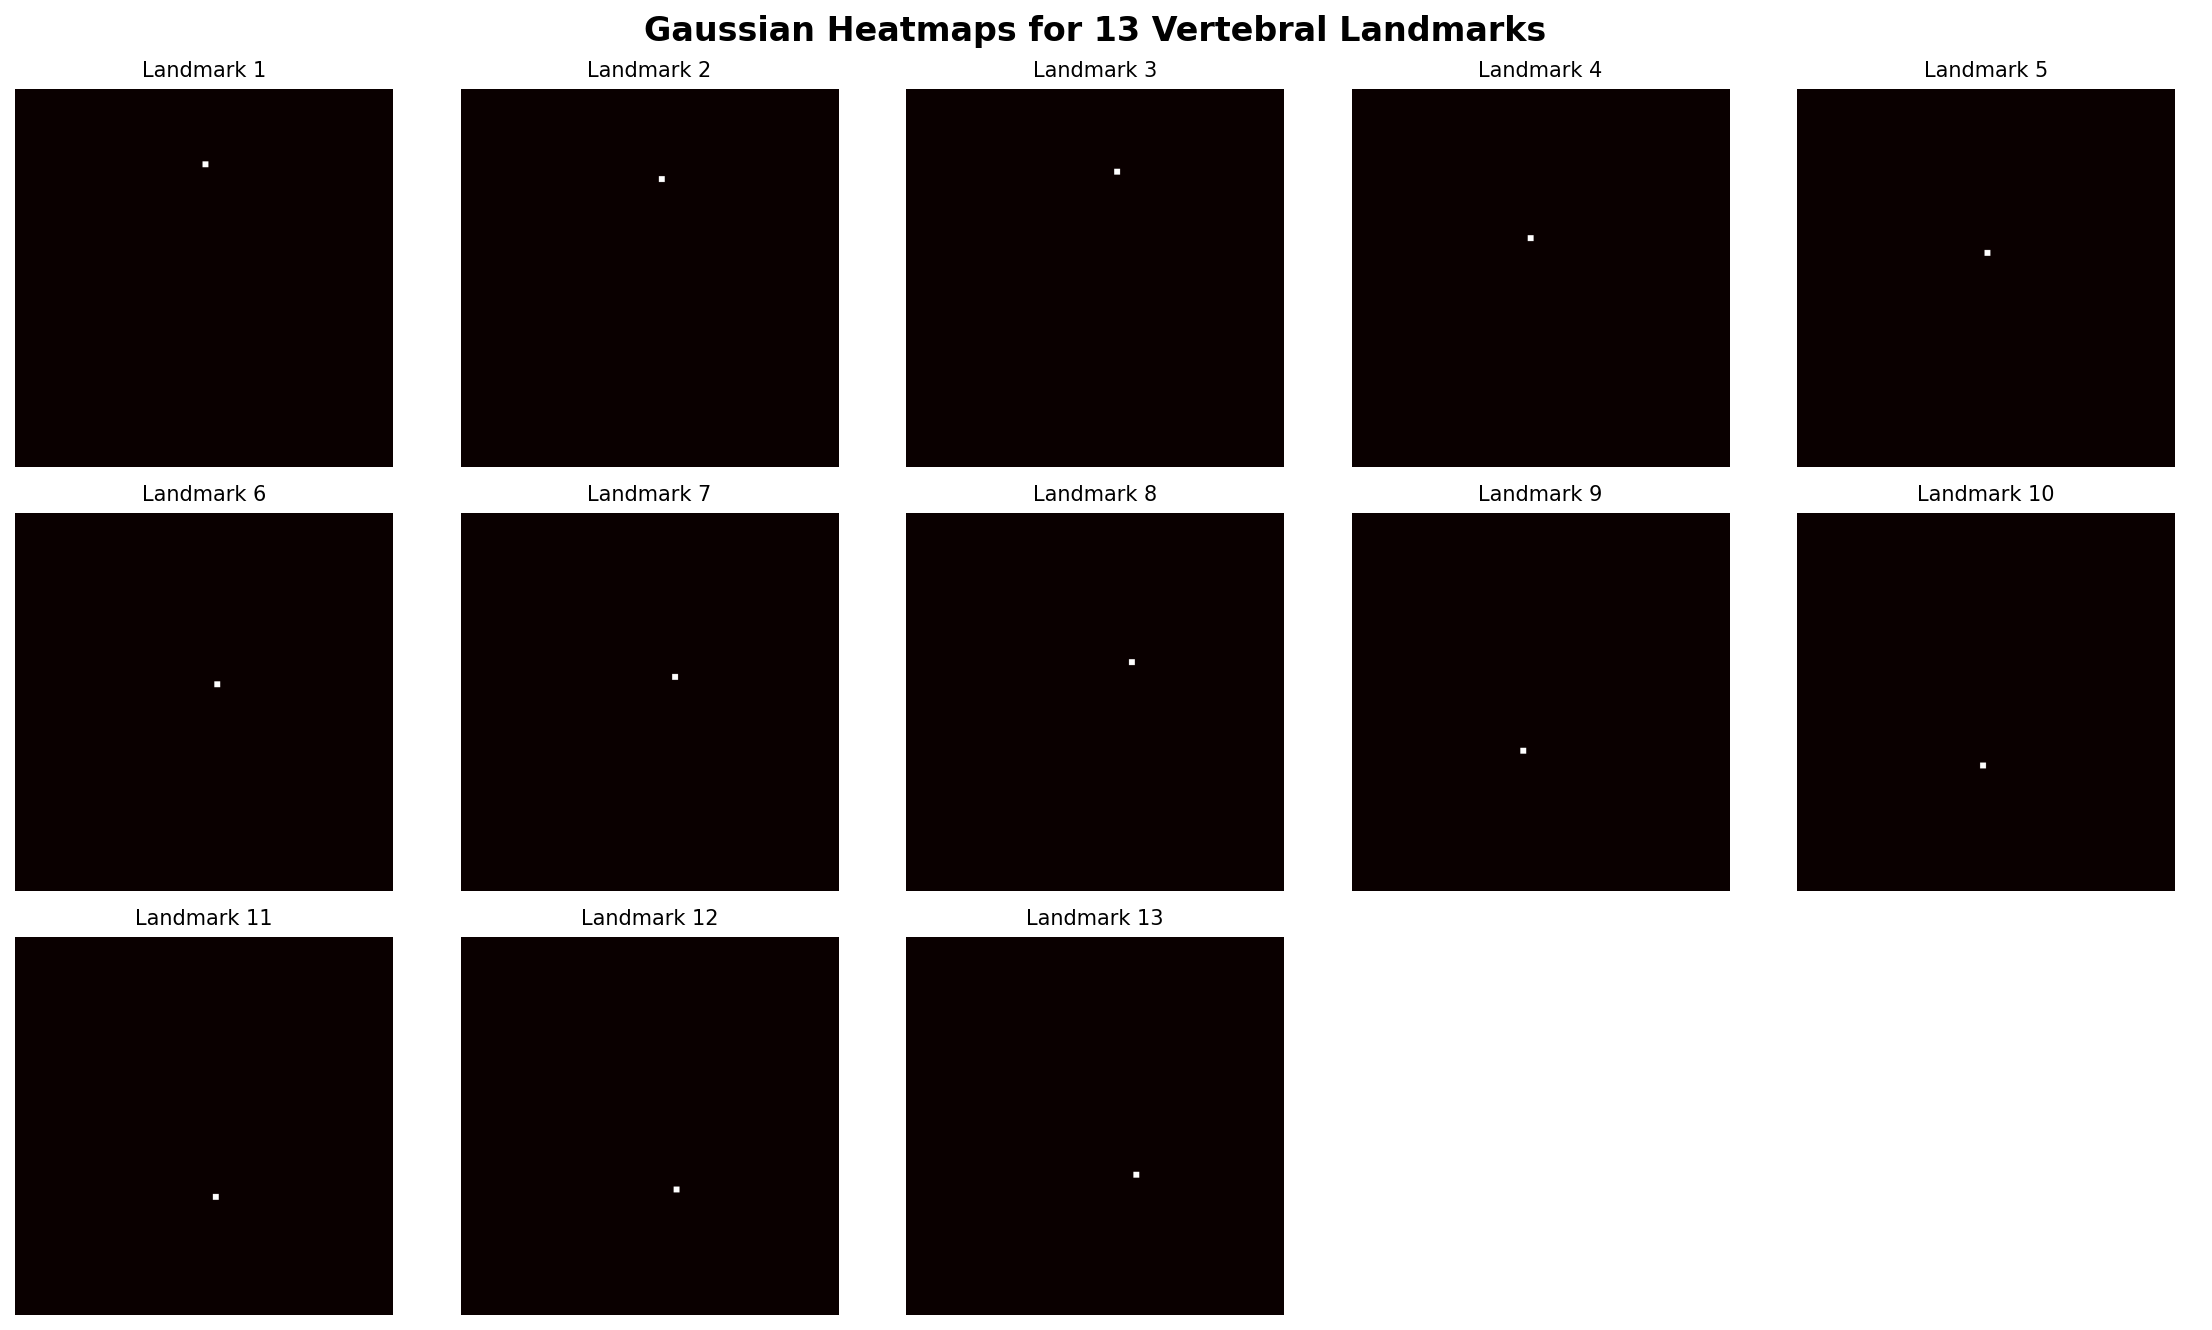 Gaussian Heatmaps for 13 Vertebral Landmarks
Landmark 1
Landmark 2
Landmark 3
Landmark 4
Landmark 5
Landmark 6
Landmark 7
Landmark 8
Landmark 9
Landmark 10
Landmark 11
Landmark 12
Landmark 13